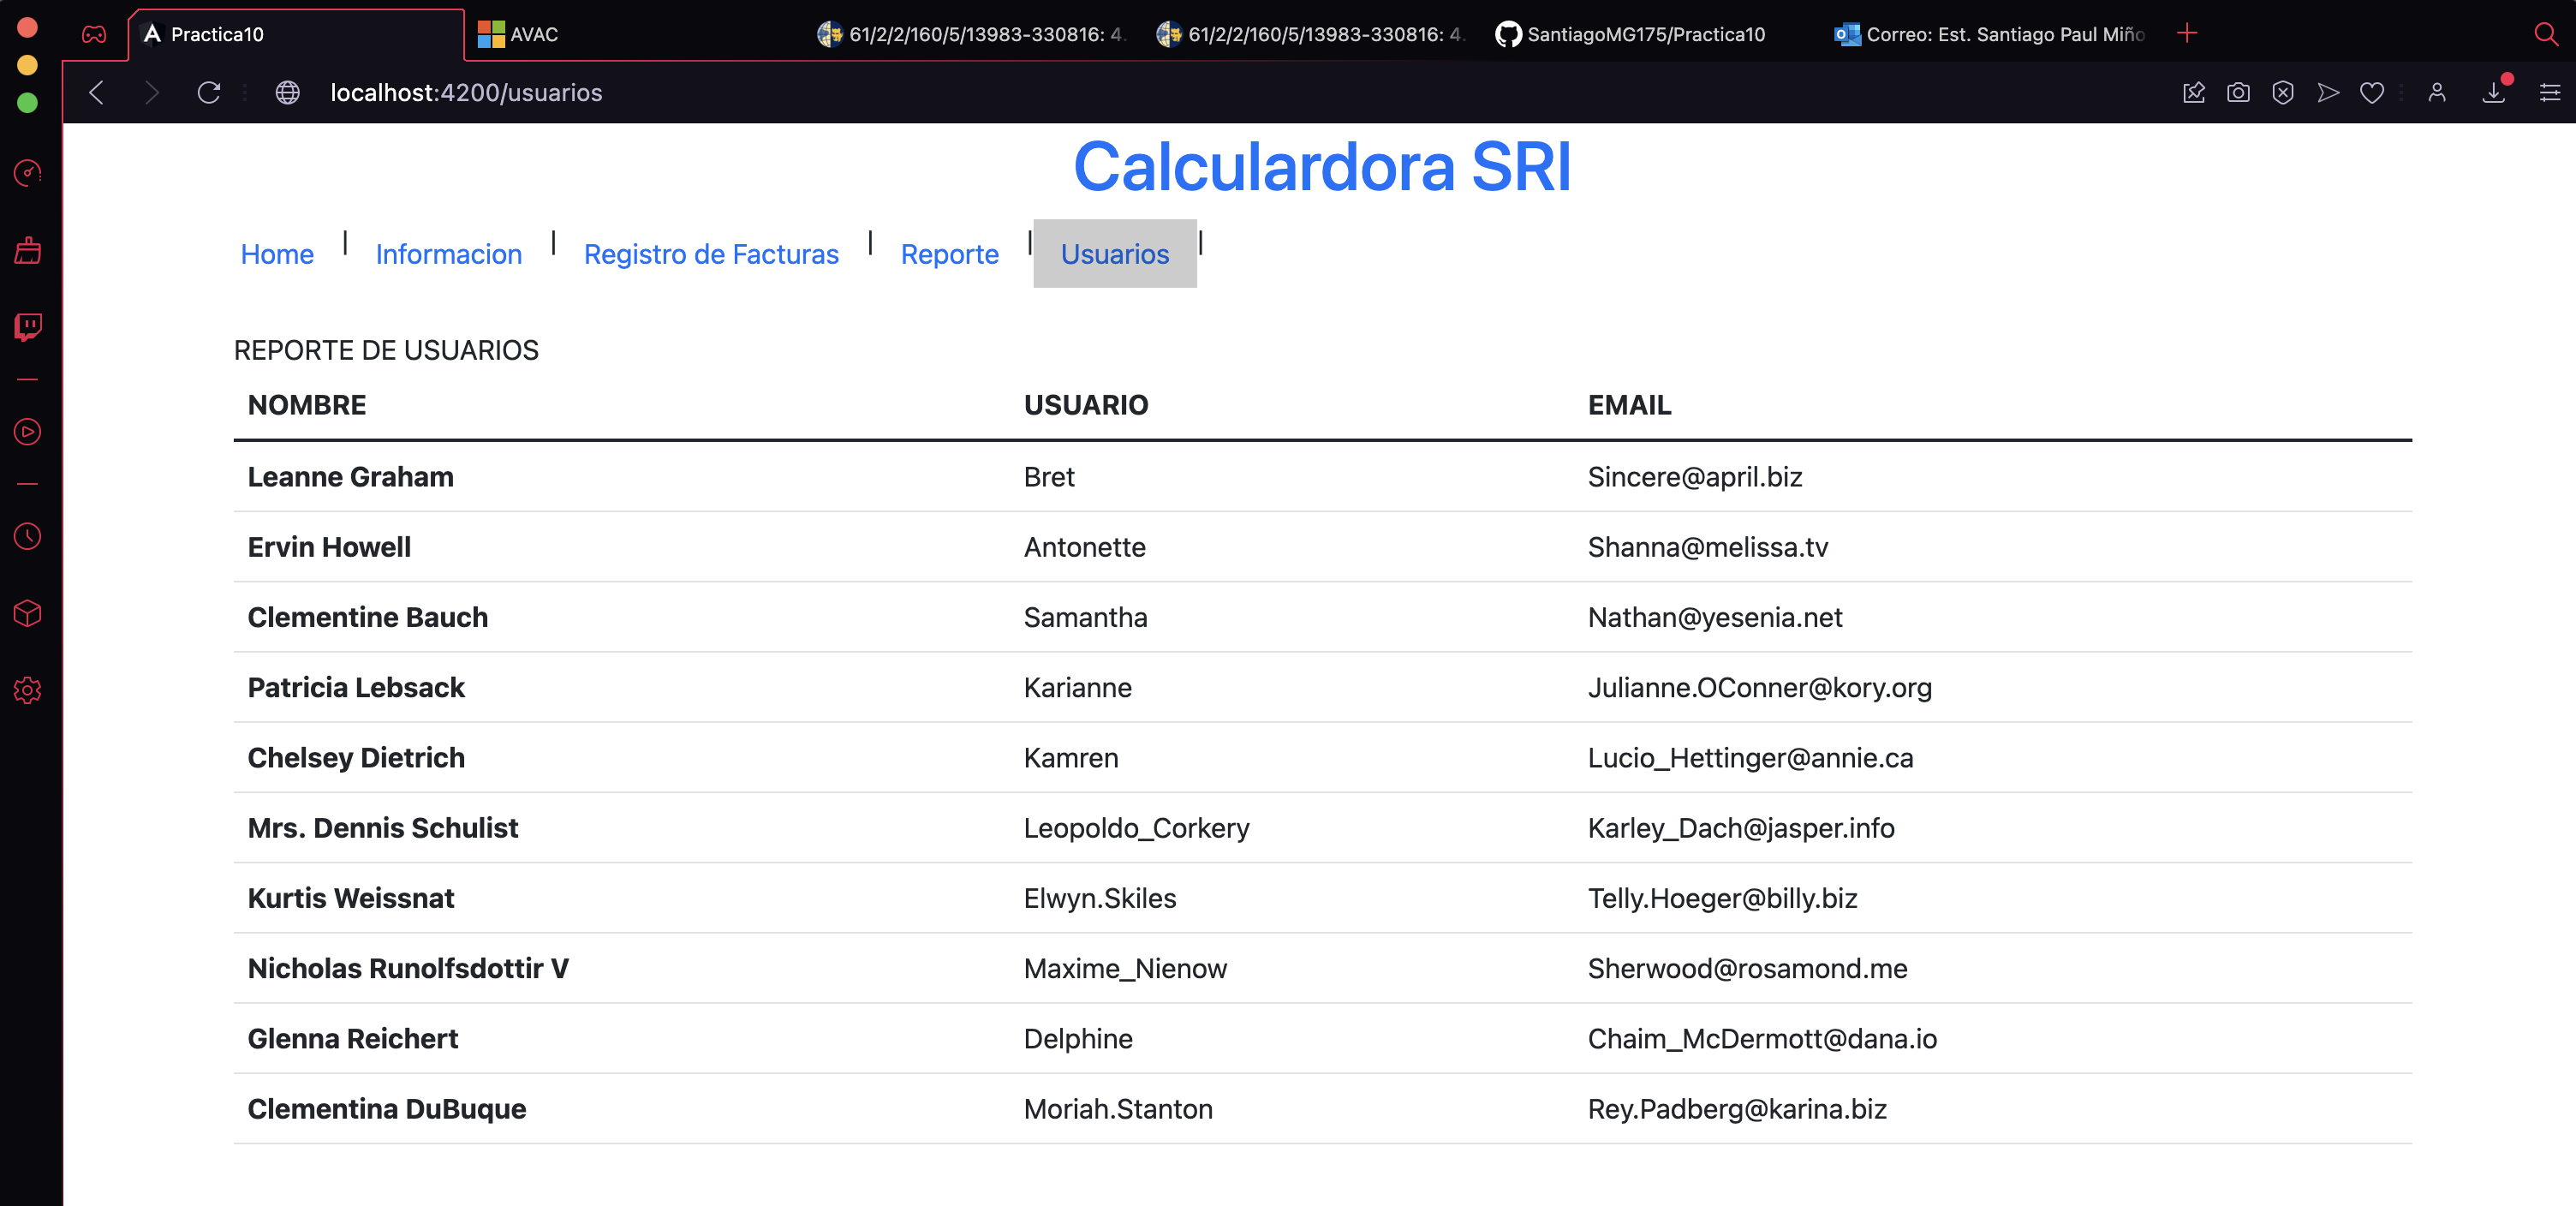 Practica10 AVAC 61/2/2/160/5/13983-330816: 4. 61/2/2/160/5/13983-330816: 4. SantiagoMG175/Practica10 Correo: Est. Santiago Paul Miño
localhost:4200/usuarios
Calculardora SRI
Home | Informacion | Registro de Facturas | Reporte | Usuarios |
REPORTE DE USUARIOS
NOMBRE USUARIO EMAIL
Leanne Graham Bret Sincere@april.biz
Ervin Howell Antonette Shanna@melissa.tv
Clementine Bauch Samantha Nathan@yesenia.net
Patricia Lebsack Karianne Julianne.OConner@kory.org
Chelsey Dietrich Kamren Lucio_Hettinger@annie.ca
Mrs. Dennis Schulist Leopoldo_Corkery Karley_Dach@jasper.info
Kurtis Weissnat Elwyn.Skiles Telly.Hoeger@billy.biz
Nicholas Runolfsdottir V Maxime_Nienow Sherwood@rosamond.me
Glenna Reichert Delphine Chaim_McDermott@dana.io
Clementina DuBuque Moriah.Stanton Rey.Padberg@karina.biz